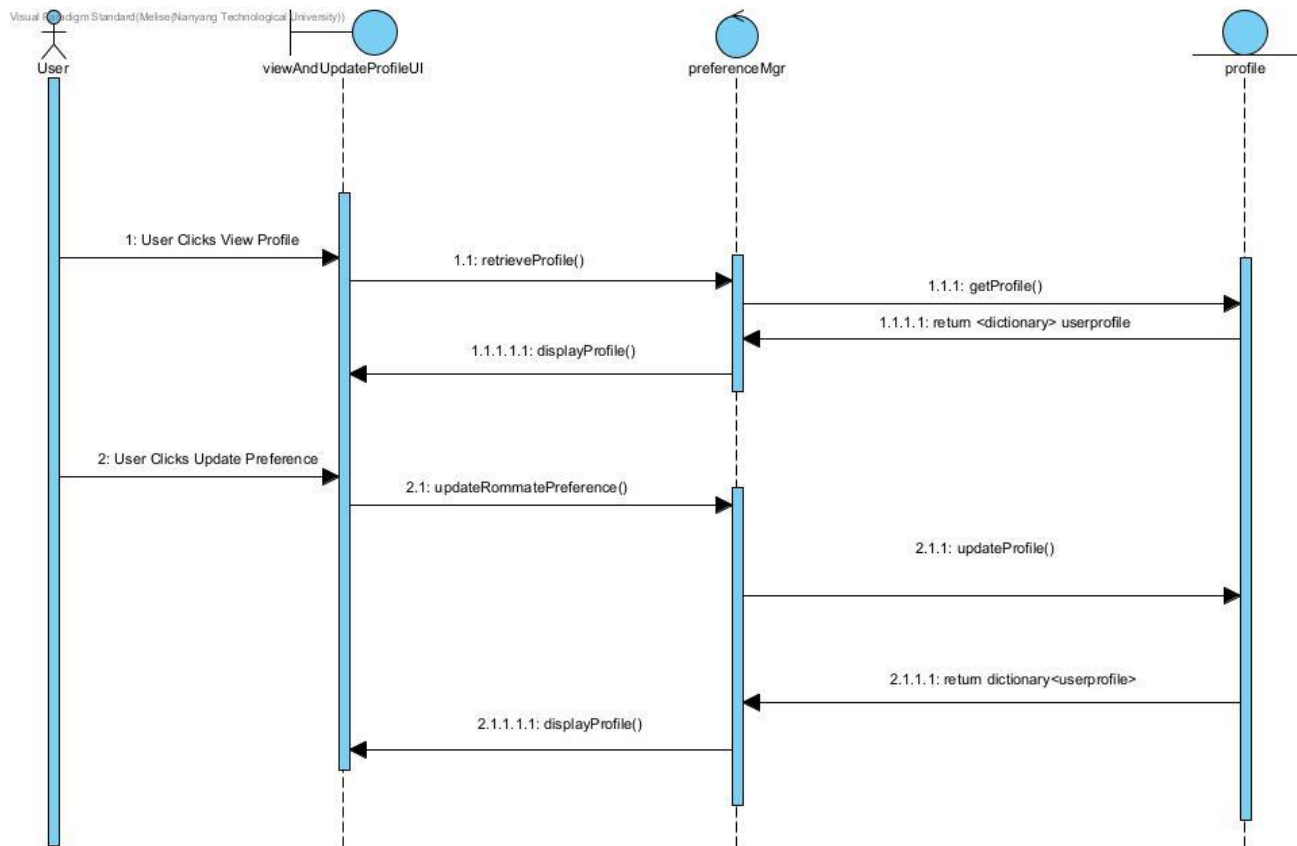 Visual Paradigm Standard(Melise(Nanyang Technological University))
User
viewAndUpdateProfileUI
preferenceMgr
profile
1: User Clicks View Profile
1.1: retrieveProfile()
1.1.1: getProfile()
1.1.1.1: return <dictionary> userprofile
1.1.1.1.1: displayProfile()
2: User Clicks Update Preference
2.1: updateRommatePreference()
2.1.1: updateProfile()
2.1.1.1: return dictionary<userprofile>
2.1.1.1.1: displayProfile()